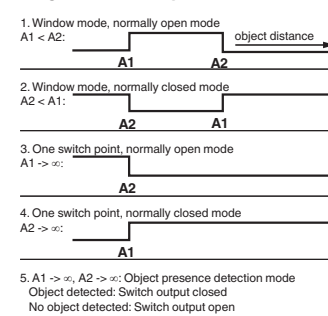 1. Window mode, normally open mode
A1 < A2:
object distance
A1 A2
2. Window mode, normally closed mode
A2 < A1:
A2 A1
3. One switch point, normally open mode
A1 -> ∞:
A2
4. One switch point, normally closed mode
A2 -> ∞:
A1
5. A1 -> ∞, A2 -> ∞: Object presence detection mode
Object detected: Switch output closed
No object detected: Switch output open